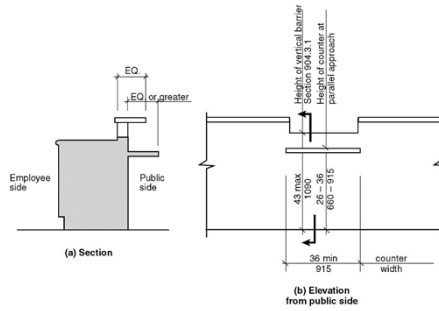 EQ.
EQ. or greater
Employee
side
Public
side
(a) Section
Height of vertical barrier
Section 904.3.1
Height of counter at
parallel approach
43 max
1090
26 – 36
660 – 915
36 min
915
counter
width
(b) Elevation
from public side